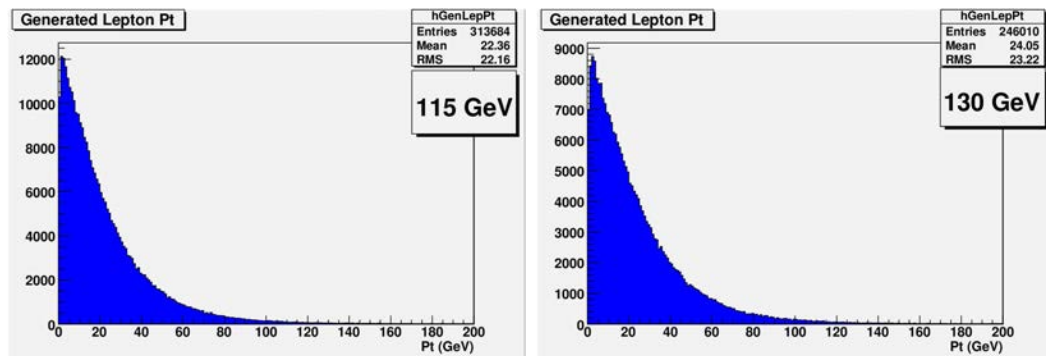 Generated Lepton Pt
hGenLepPt
Entries 313684
Mean 22.36
RMS 22.16
115 GeV
12000
10000
8000
6000
4000
2000
0
0 20 40 60 80 100 120 140 160 180 200
Pt (GeV)
Generated Lepton Pt
hGenLepPt
Entries 246010
Mean 24.05
RMS 23.22
130 GeV
9000
8000
7000
6000
5000
4000
3000
2000
1000
0
0 20 40 60 80 100 120 140 160 180 200
Pt (GeV)